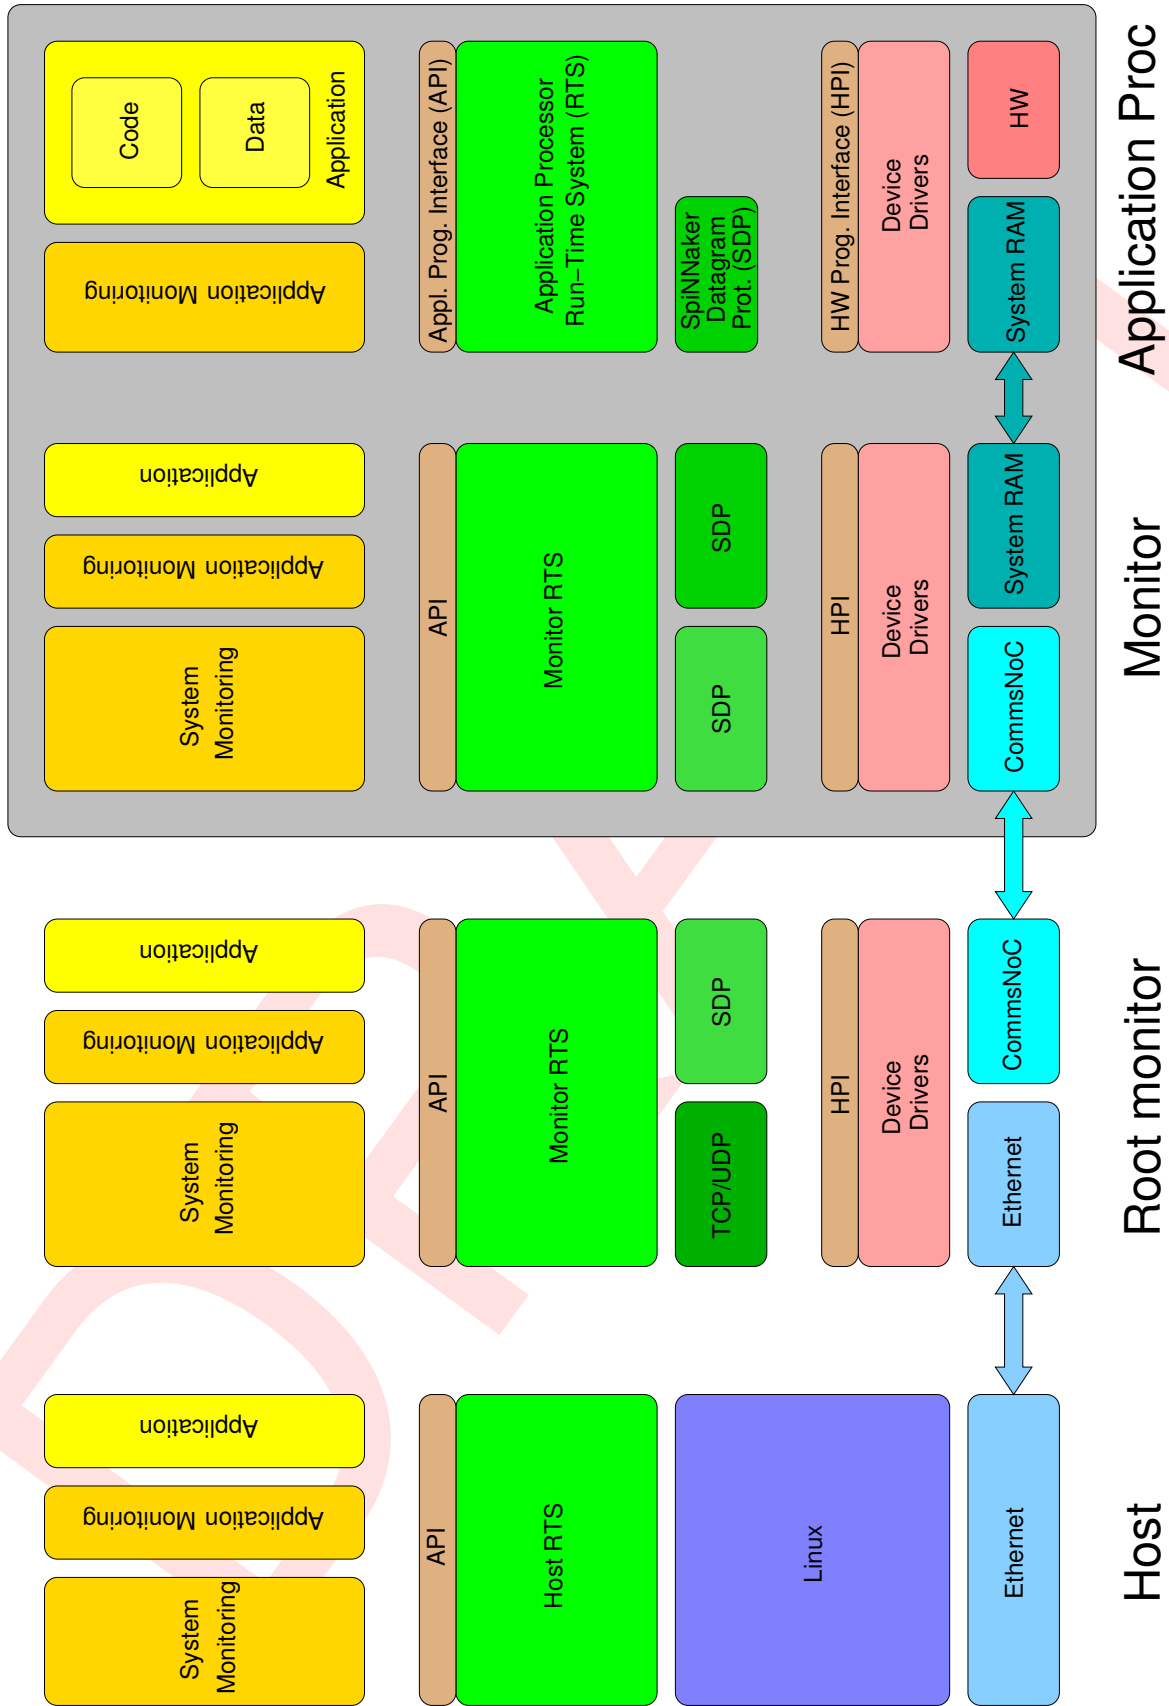 System
Monitoring
Application Monitoring
Application
API
Host RTS
Linux
Ethernet
Host
System
Monitoring
Application Monitoring
Application
API
Monitor RTS
TCP/UDP
SDP
HPI
Device
Drivers
Ethernet
CommsNoC
Root monitor
System
Monitoring
Application Monitoring
Application
API
Monitor RTS
SDP
SDP
HPI
Device
Drivers
CommsNoC
System RAM
Monitor
Application Monitoring
Code
Data
Application
Appl. Prog. Interface (API)
Application Processor
Run−Time System (RTS)
SpiNNaker
Datagram
Prot. (SDP)
HW Prog. Interface (HPI)
Device
Drivers
System RAM
HW
Application Proc